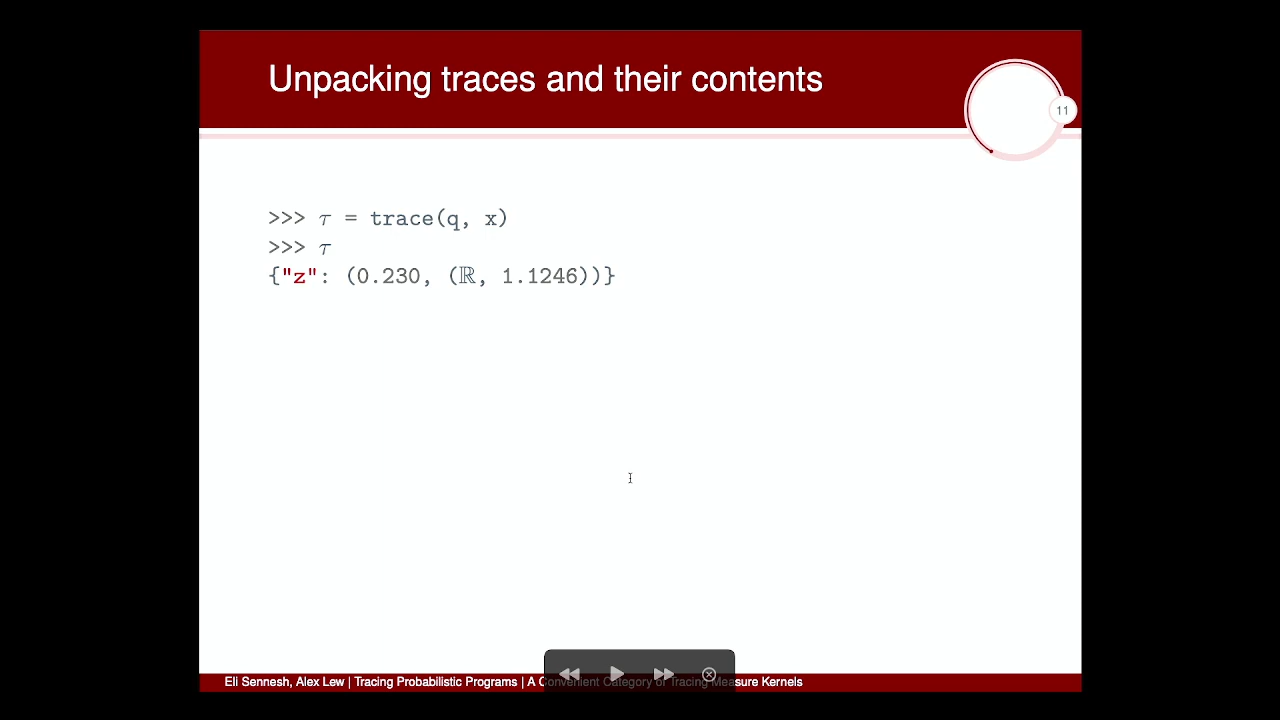 Unpacking traces and their contents
11
>>> τ = trace(q, x)
>>> τ
{"z": (0.230, (ℝ, 1.1246))}
Eli Sennesh, Alex Lew | Tracing Probabilistic Programs | A Convenient Category of Tracing Measure Kernels